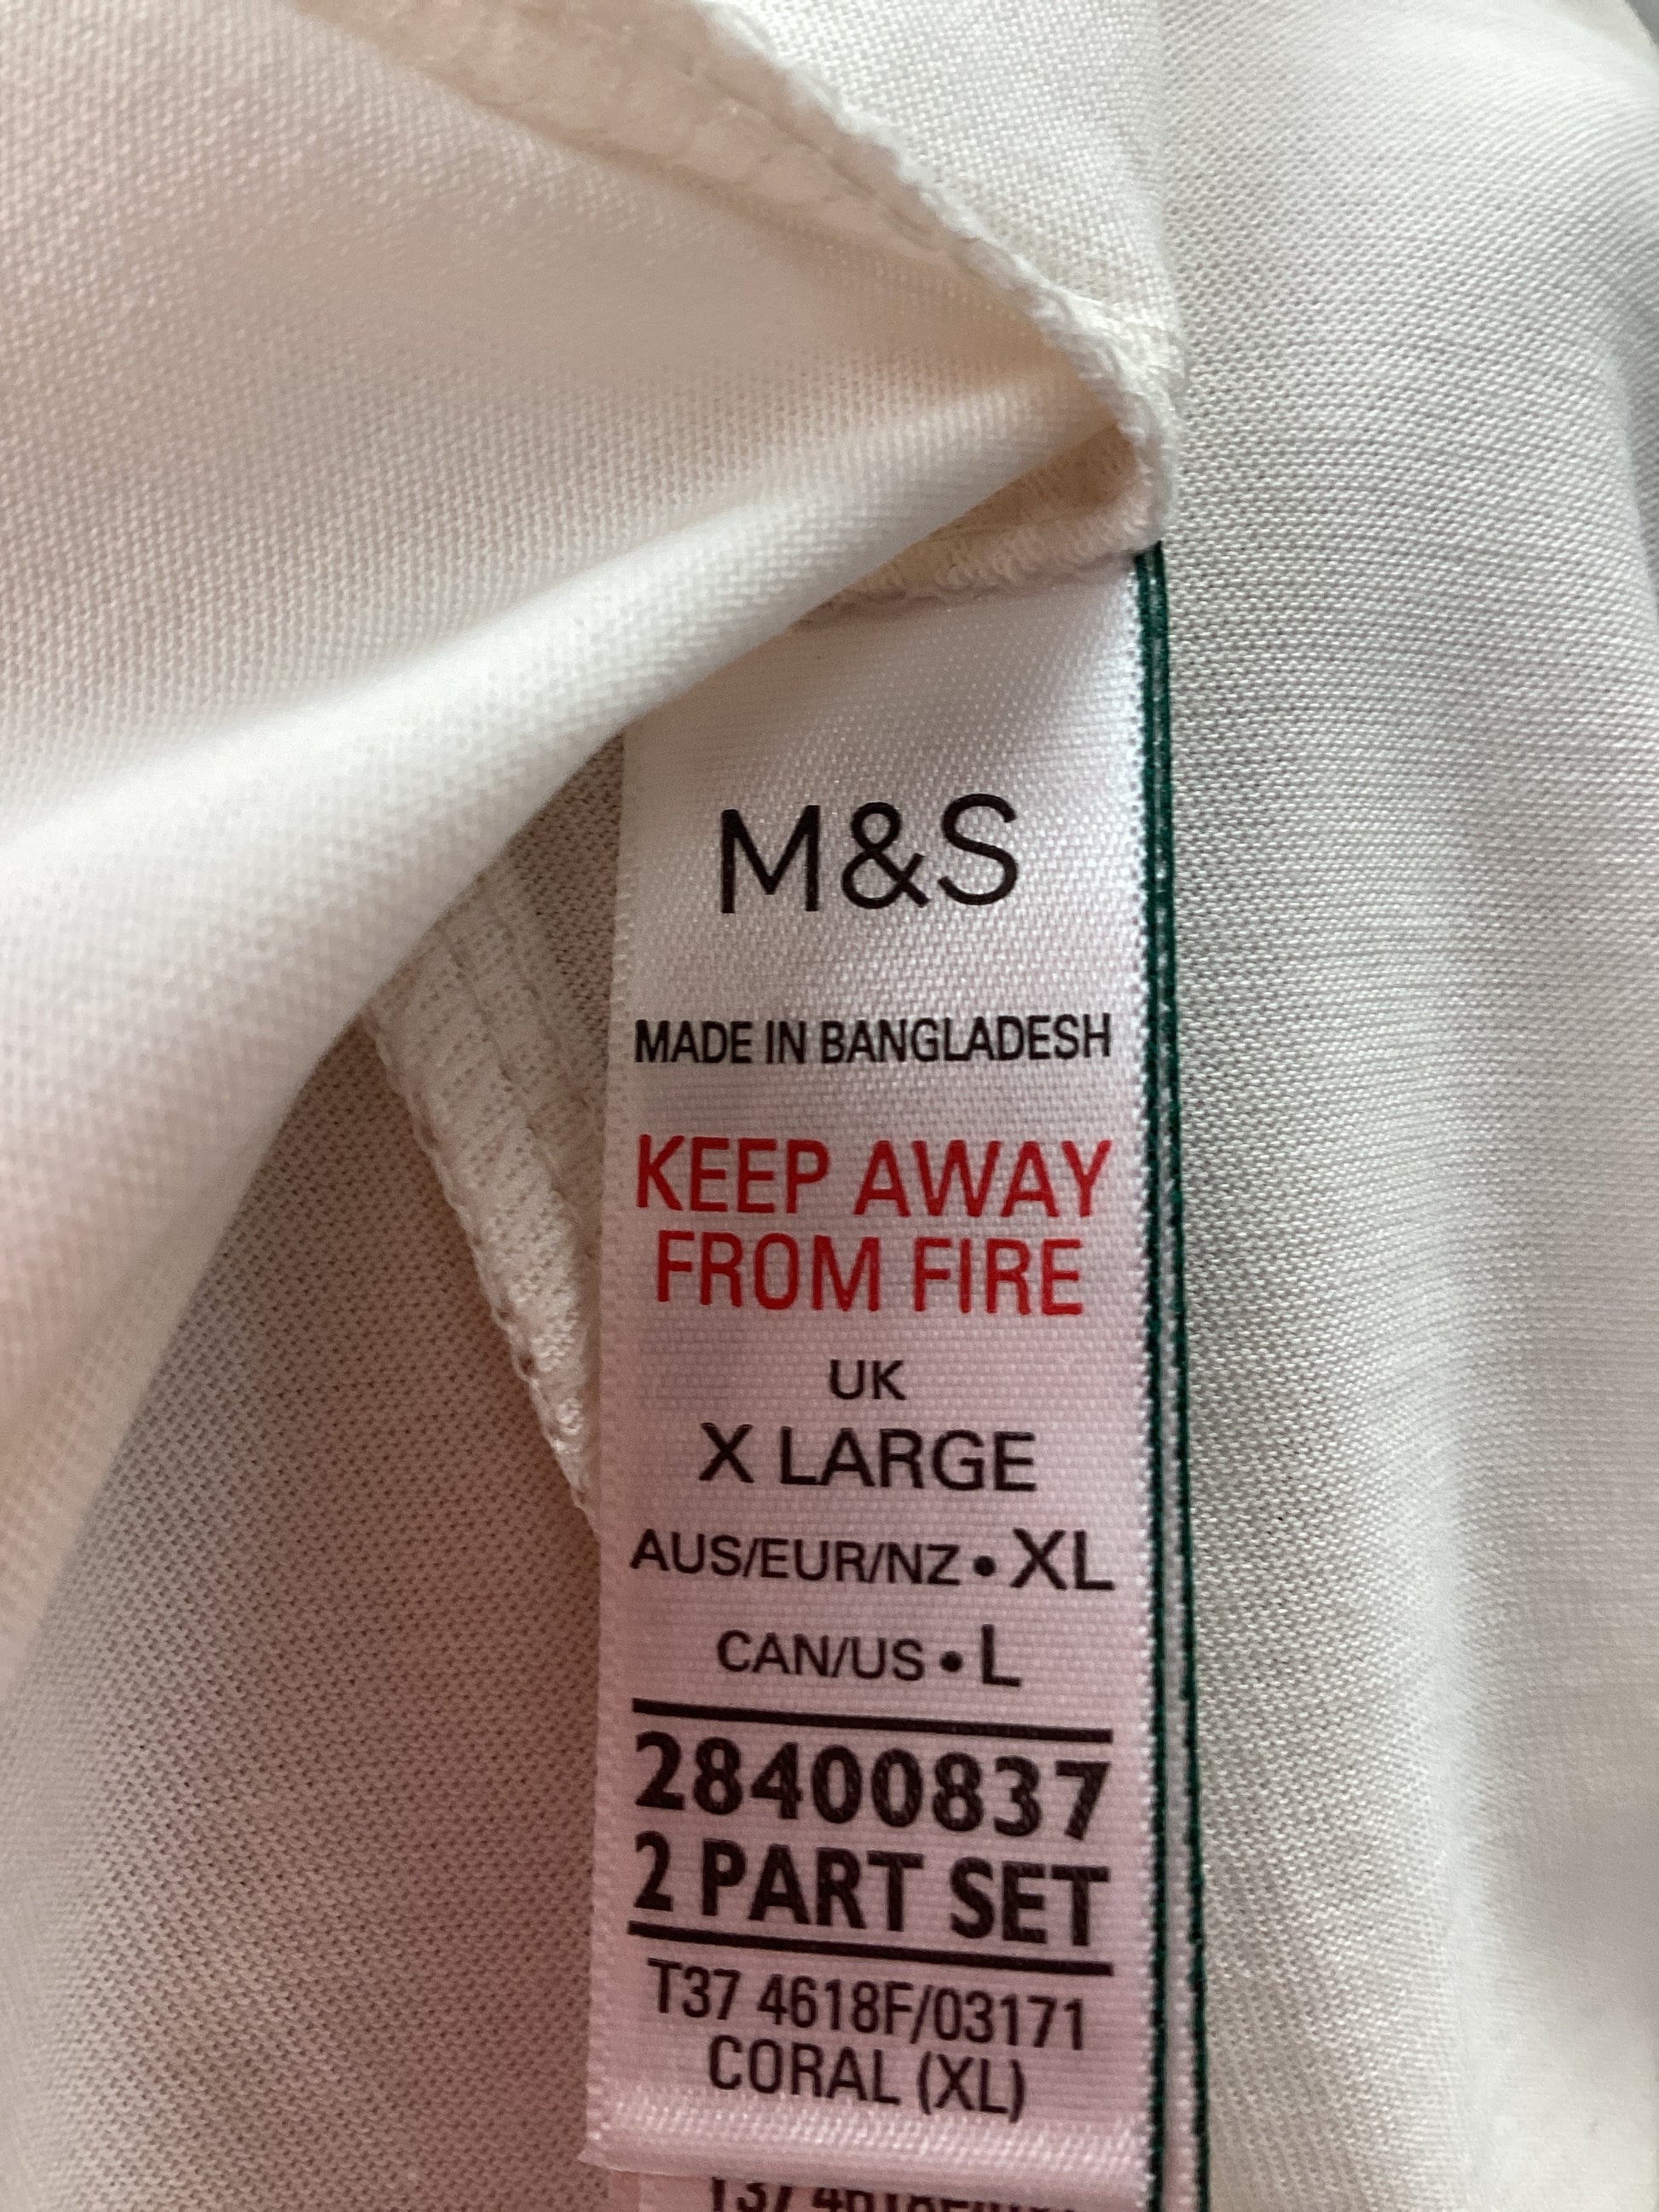 M&S
MADE IN BANGLADESH
KEEP AWAY
FROM FIRE
UK
X LARGE
AUS/EUR/NZ • XL
CAN/US • L
28400837
2 PART SET
T37 4618F/03171
CORAL (XL)
T37